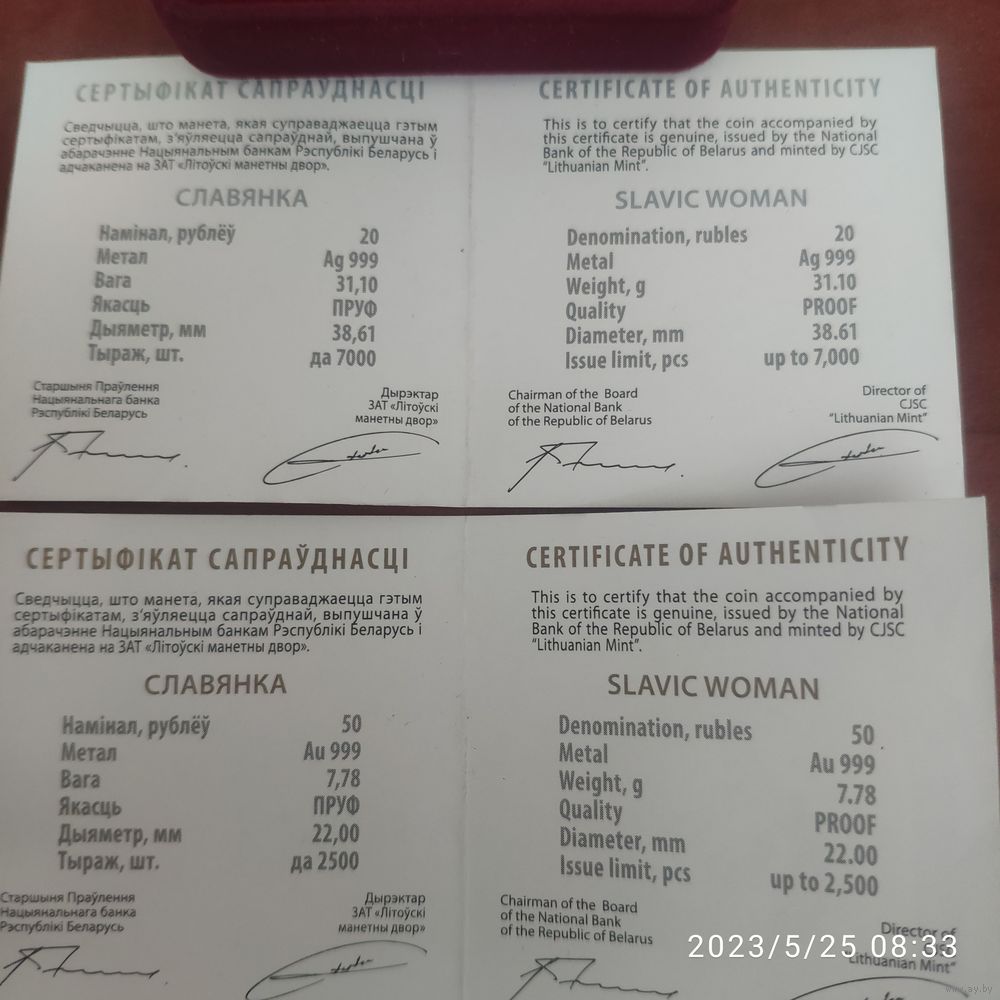 СЕРТЫФІКАТ САПРАЎДНАСЦІ
Сведчыцца, што манета, якая суправаджаецца гэтым
сертыфікатам, з'яўляецца сапраўднай, выпушчана ў
абарачэнне Нацыянальным банкам Рэспублікі Беларусь і
адчаканена на ЗАТ «Літоўскі манетны двор».
СЛАВЯНКА
Намінал, рублёў 20
Метал Ag 999
Вага 31,10
Якасць ПРУФ
Дыяметр, мм 38,61
Тыраж, шт. да 7000
Старшыня Праўлення
Нацыянальнага банка
Рэспублікі Беларусь
Дырэктар
ЗАТ «Літоўскі
манетны двор»
CERTIFICATE OF AUTHENTICITY
This is to certify that the coin accompanied by
this certificate is genuine, issued by the National
Bank of the Republic of Belarus and minted by CJSC
"Lithuanian Mint".
SLAVIC WOMAN
Denomination, rubles 20
Metal Ag 999
Weight, g 31.10
Quality PROOF
Diameter, mm 38.61
Issue limit, pcs up to 7,000
Chairman of the Board
of the National Bank
of the Republic of Belarus
Director of
CJSC
"Lithuanian Mint"
СЕРТЫФІКАТ САПРАЎДНАСЦІ
Сведчыцца, што манета, якая суправаджаецца гэтым
сертыфікатам, з'яўляецца сапраўднай, выпушчана ў
абарачэнне Нацыянальным банкам Рэспублікі Беларусь і
адчаканена на ЗАТ «Літоўскі манетны двор».
СЛАВЯНКА
Намінал, рублёў 50
Метал Au 999
Вага 7,78
Якасць ПРУФ
Дыяметр, мм 22,00
Тыраж, шт. да 2500
Старшыня Праўлення
Нацыянальнага банка
Рэспублікі Беларусь
Дырэктар
ЗАТ «Літоўскі
манетны двор»
CERTIFICATE OF AUTHENTICITY
This is to certify that the coin accompanied by
this certificate is genuine, issued by the National
Bank of the Republic of Belarus and minted by CJSC
"Lithuanian Mint".
SLAVIC WOMAN
Denomination, rubles 50
Metal Au 999
Weight, g 7.78
Quality PROOF
Diameter, mm 22.00
Issue limit, pcs up to 2,500
Chairman of the Board
of the National Bank
of the Republic of Belarus
Director of
"Lithuanian Mint"
2023/5/25 08:33
www.ay.by